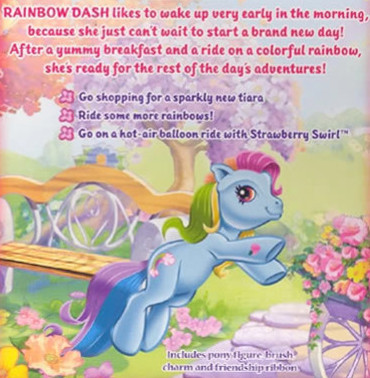 RAINBOW DASH likes to wake up very early in the morning,
because she just can't wait to start a brand new day!
After a yummy breakfast and a ride on a colorful rainbow,
she's ready for the rest of the day's adventures!
Go shopping for a sparkly new tiara
Ride some more rainbows!
Go on a hot-air balloon ride with Strawberry Swirl™
Includes pony figure, brush,
charm and friendship ribbon